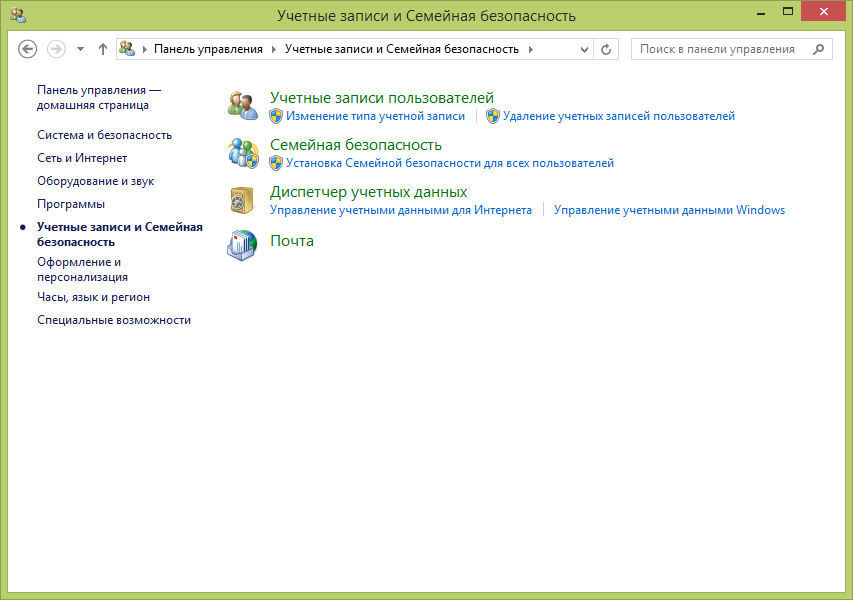 Учетные записи и Семейная безопасность
Панель управления Учетные записи и Семейная безопасность
Поиск в панели управления
Панель управления —
домашняя страница
Система и безопасность
Сеть и Интернет
Оборудование и звук
Программы
Учетные записи и Семейная
безопасность
Оформление и
персонализация
Часы, язык и регион
Специальные возможности
Учетные записи пользователей
Изменение типа учетной записи Удаление учетных записей пользователей
Семейная безопасность
Установка Семейной безопасности для всех пользователей
Диспетчер учетных данных
Управление учетными данными для Интернета Управление учетными данными Windows
Почта